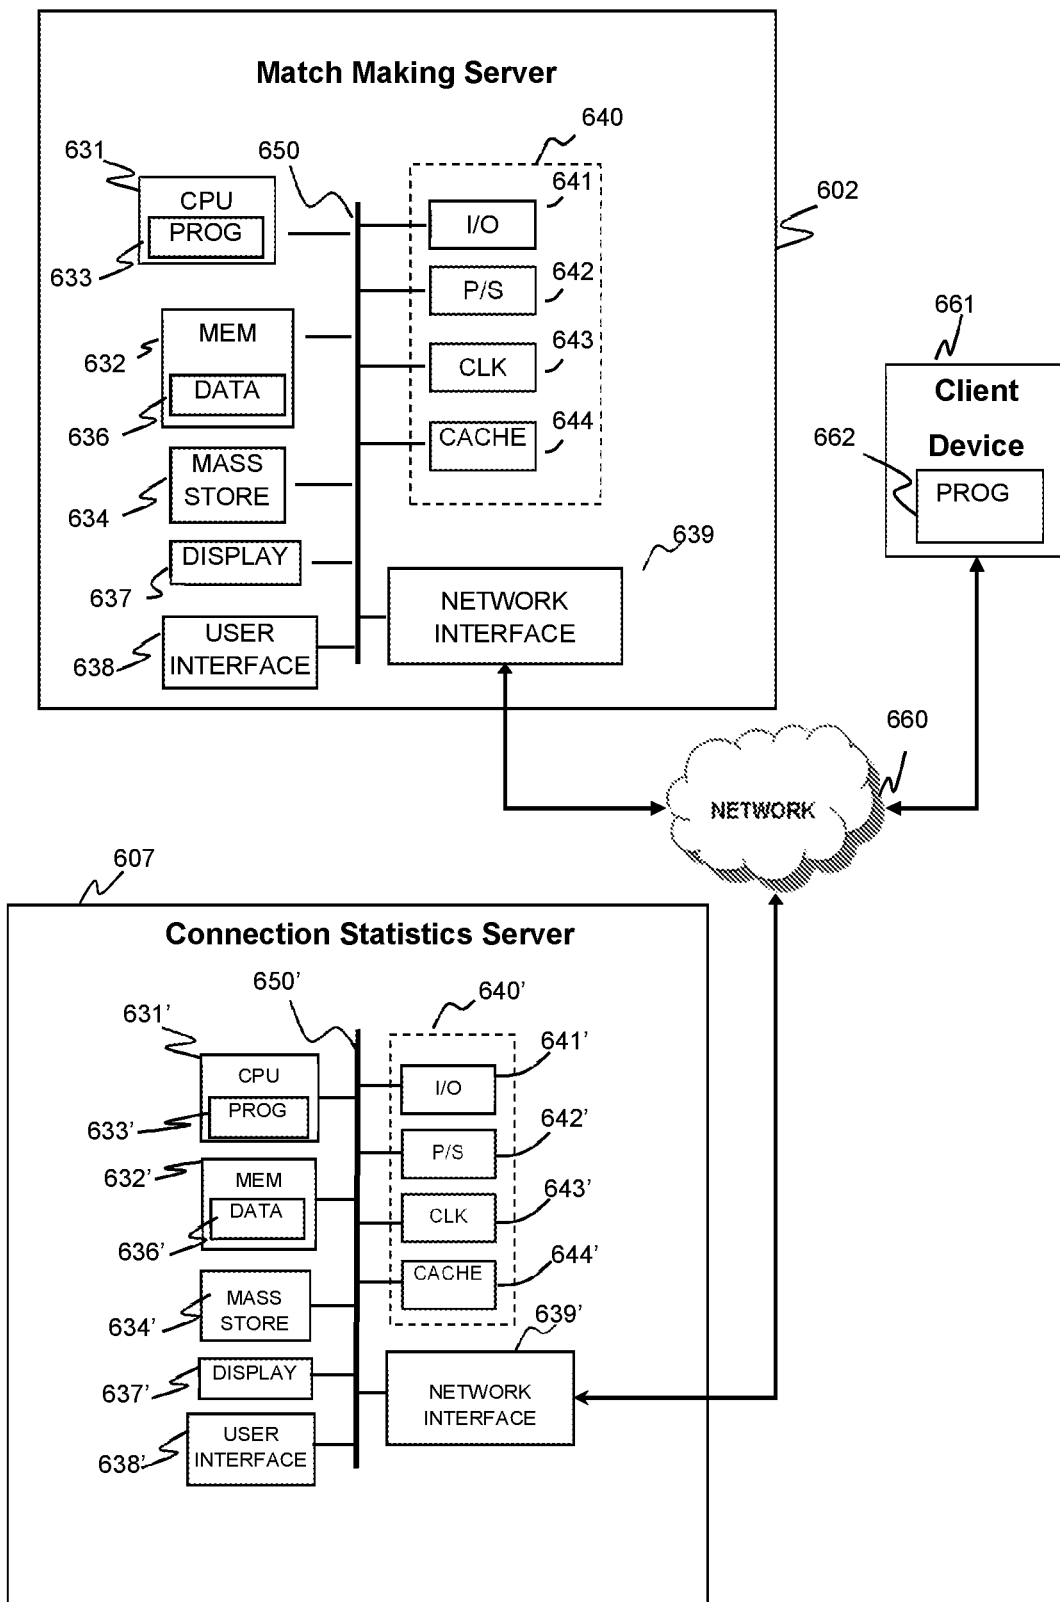 Match Making Server
640
631
650
641
602
CPU
I/O
PROG
633
642
P/S
661
MEM
643
632
CLK
Client
DATA
644
662
Device
636
CACHE
MASS
STORE
PROG
634
639
DISPLAY
637
NETWORK
INTERFACE
USER
INTERFACE
638
660
NETWORK
607
Connection Statistics Server
650’
640’
631’
641’
CPU
I/O
PROG
633’
642’
P/S
632’
MEM
643’
DATA
CLK
636’
644’
CACHE
MASS
STORE
634’
639’
DISPLAY
637’
NETWORK
INTERFACE
USER
INTERFACE
638’